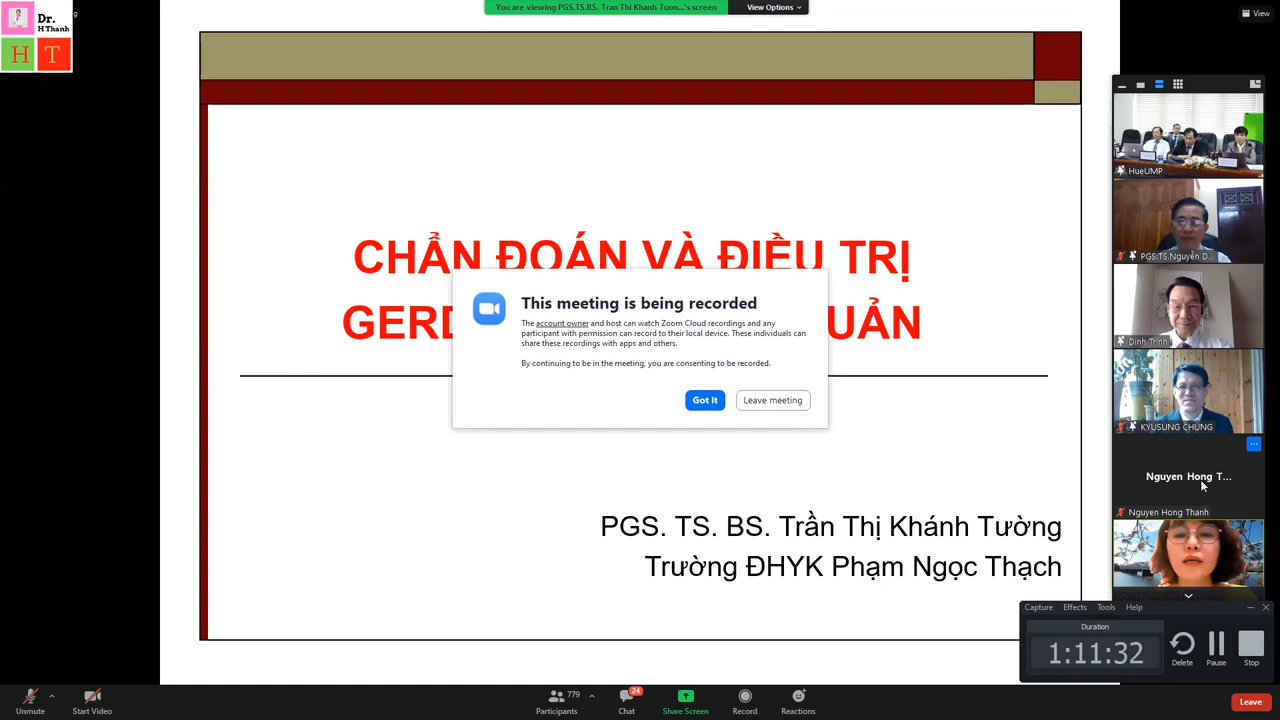 Dr.
H Thanh
H T
You are viewing PGS.TS.BS. Tran Thi Khanh Tuon...'s screen
View Options
View
CHẨN ĐOÁN VÀ ĐIỀU TRỊ
GERD
UẢN
This meeting is being recorded
The account owner and host can watch Zoom Cloud recordings and any
participant with permission can record to their local device. These individuals can
share these recordings with apps and others.
By continuing to be in the meeting, you are consenting to be recorded.
Got It
Leave meeting
PGS. TS. BS. Trần Thị Khánh Tường
Trường ĐHYK Phạm Ngọc Thạch
HueUMP
PGS.TS.Nguyễn D...
Dinh Trinh
KYUSUNG CHUNG
Nguyen Hong T...
Nguyen Hong Thanh
Capture Effects Tools Help
Duration
1:11:32
Delete Pause Stop
Unmute
Start Video
779
Participants
24
Chat
Share Screen
Record
Reactions
Leave